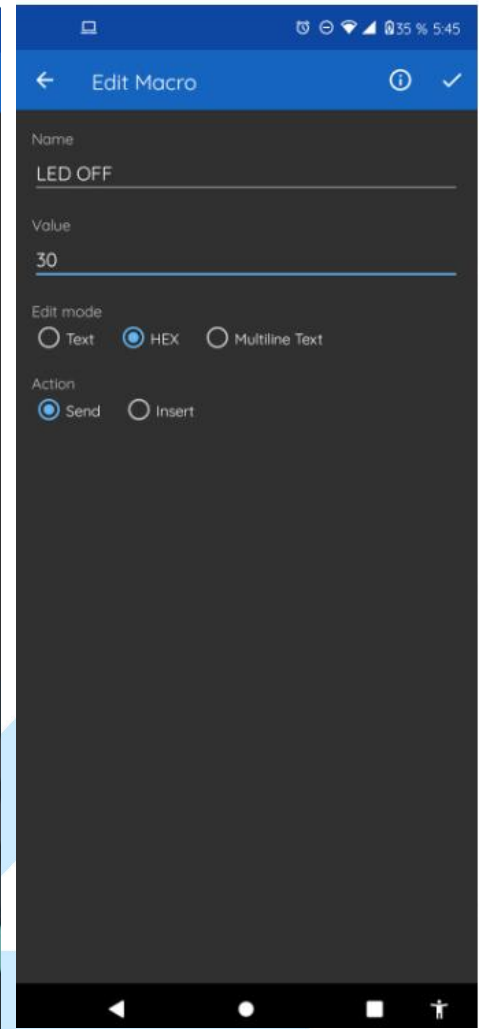 35 % 5:45
Edit Macro
Name
LED OFF
Value
30
Edit mode
Text HEX Multiline Text
Action
Send Insert